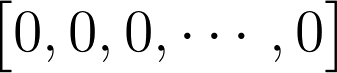 [0, 0, 0, · · · , 0]